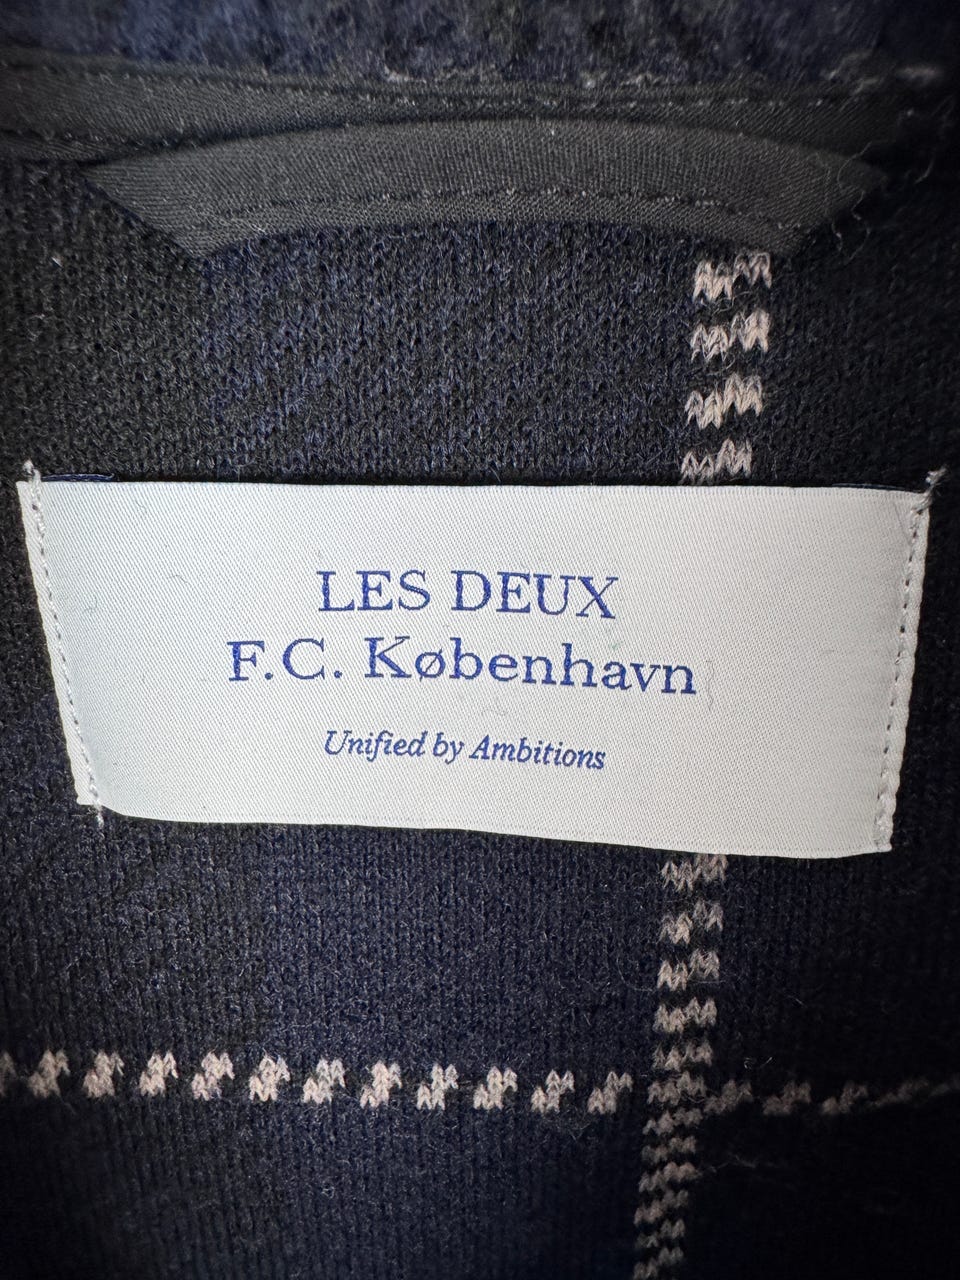 LES DEUX
F.C. København
Unified by Ambitions